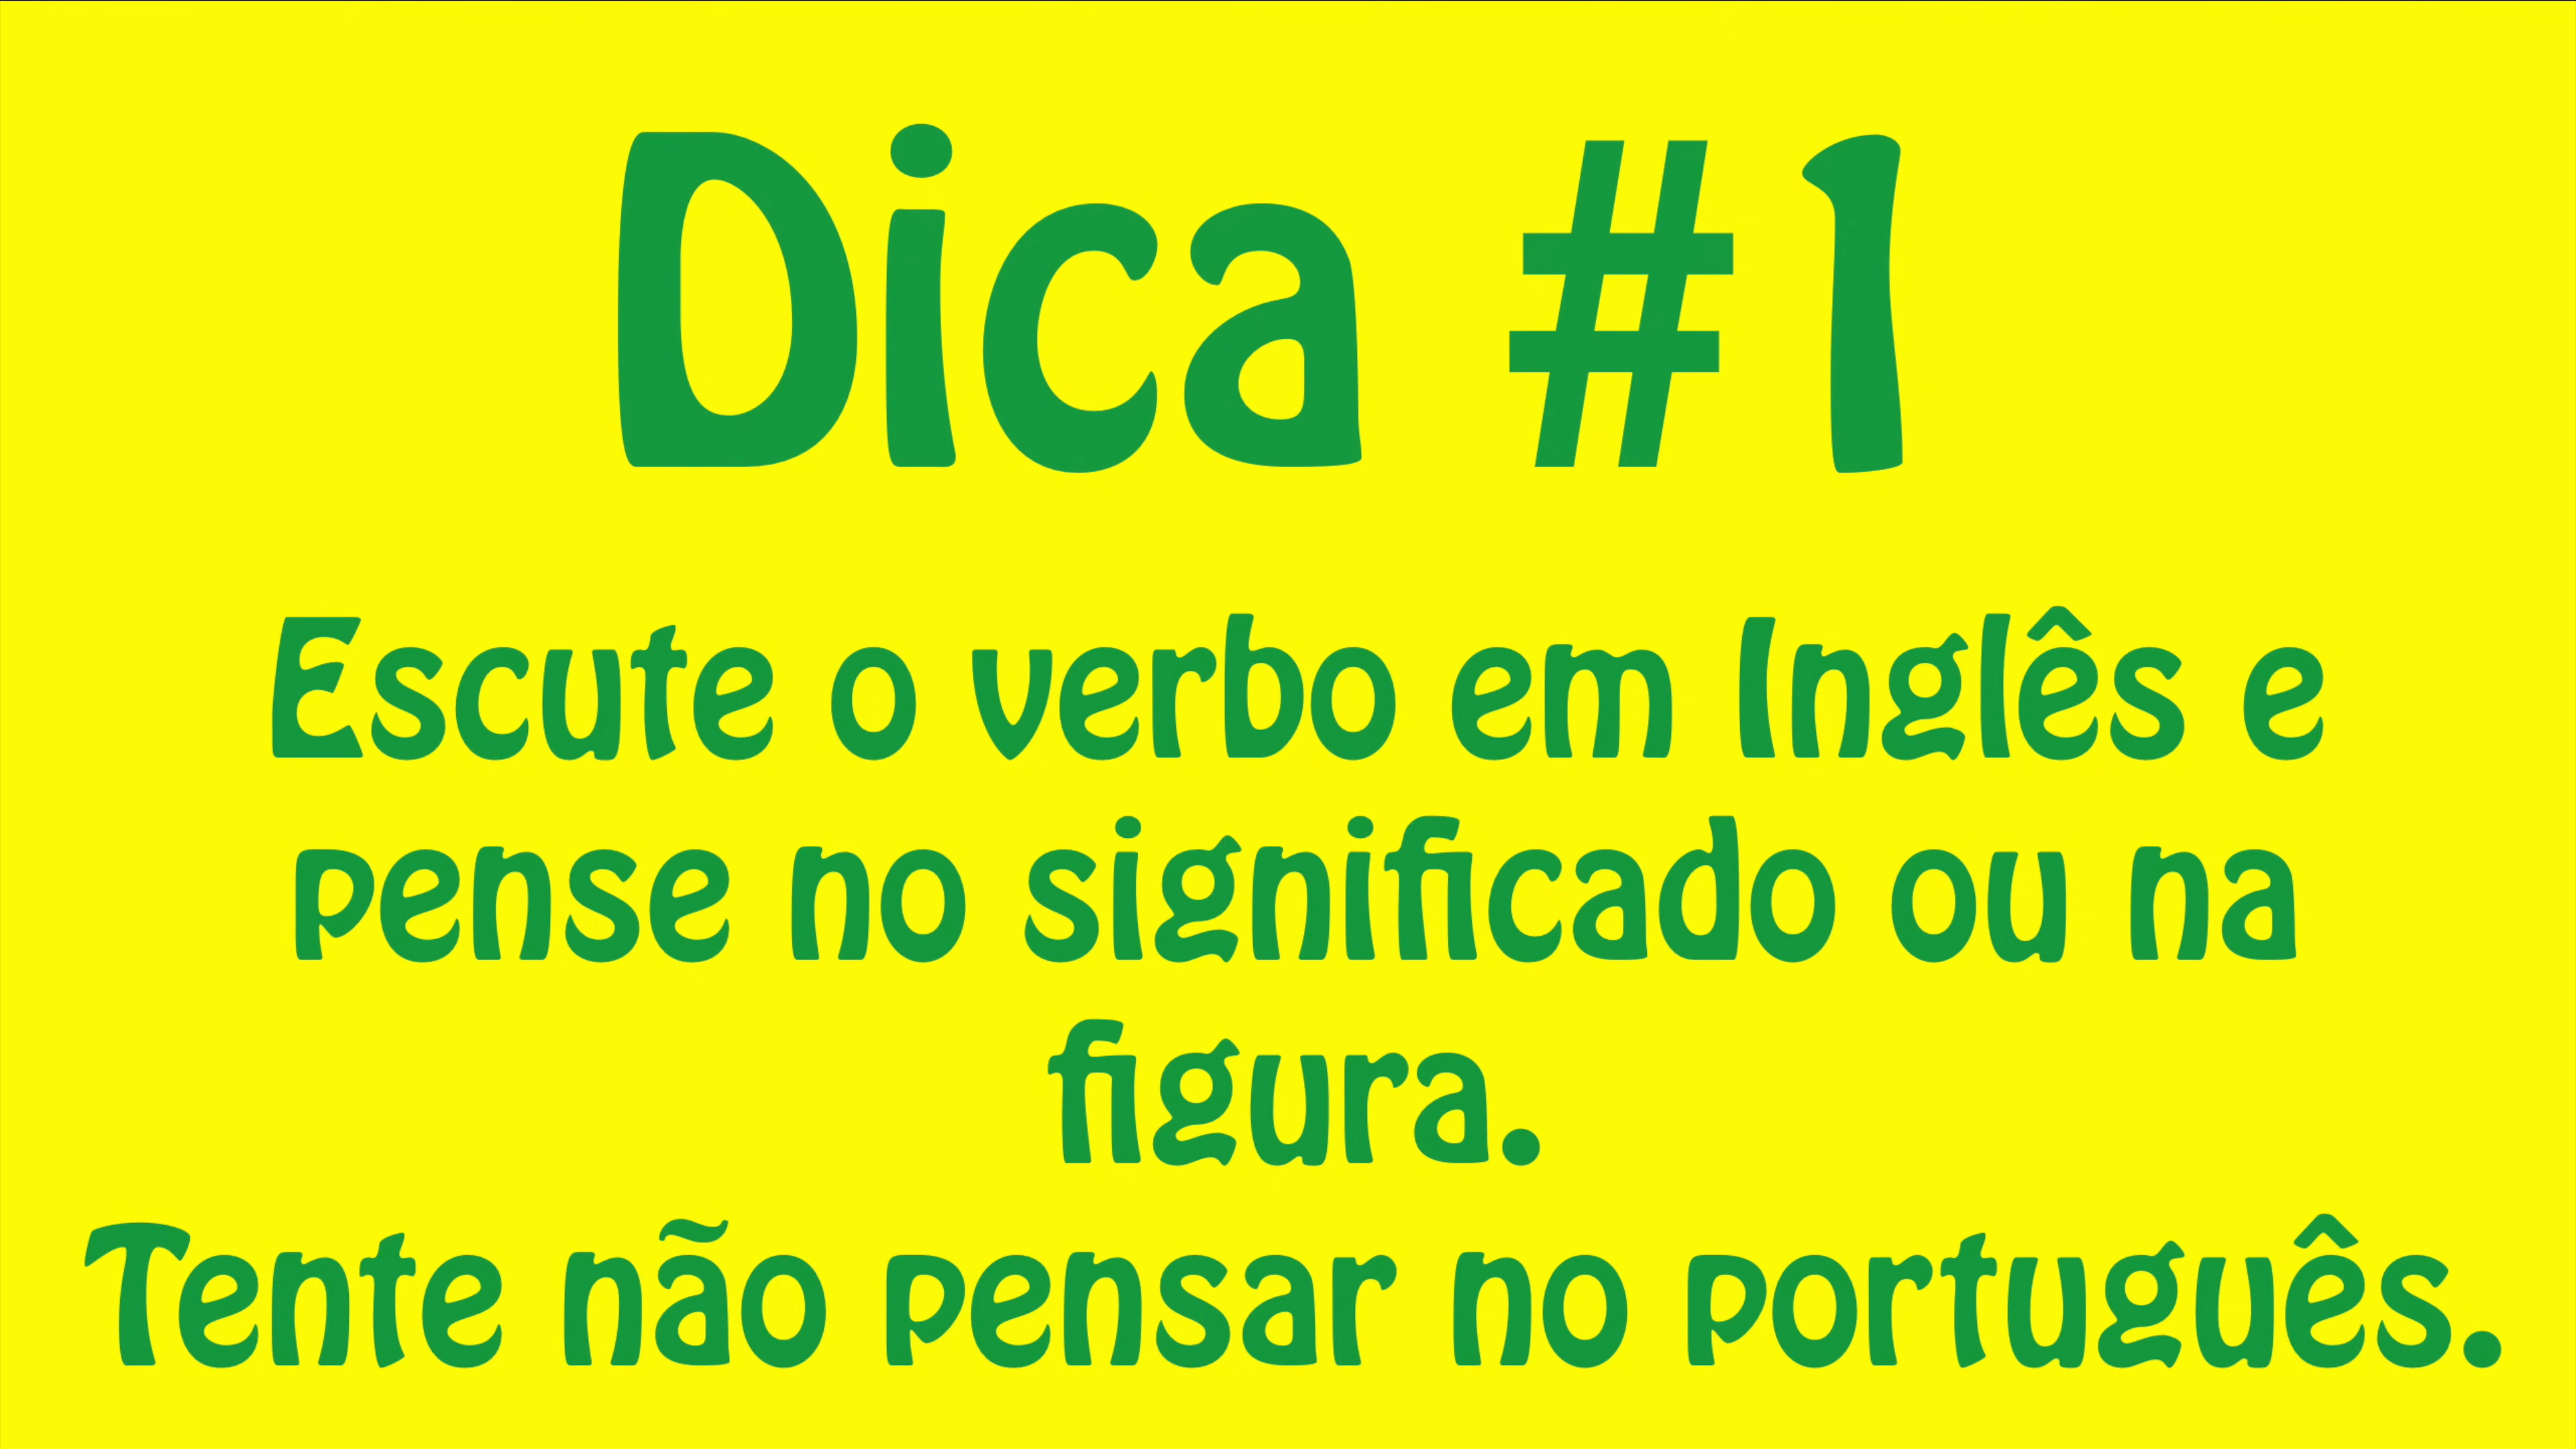 Dica #1
Escute o verbo em Inglês e
pense no significado ou na
figura.
Tente não pensar no português.